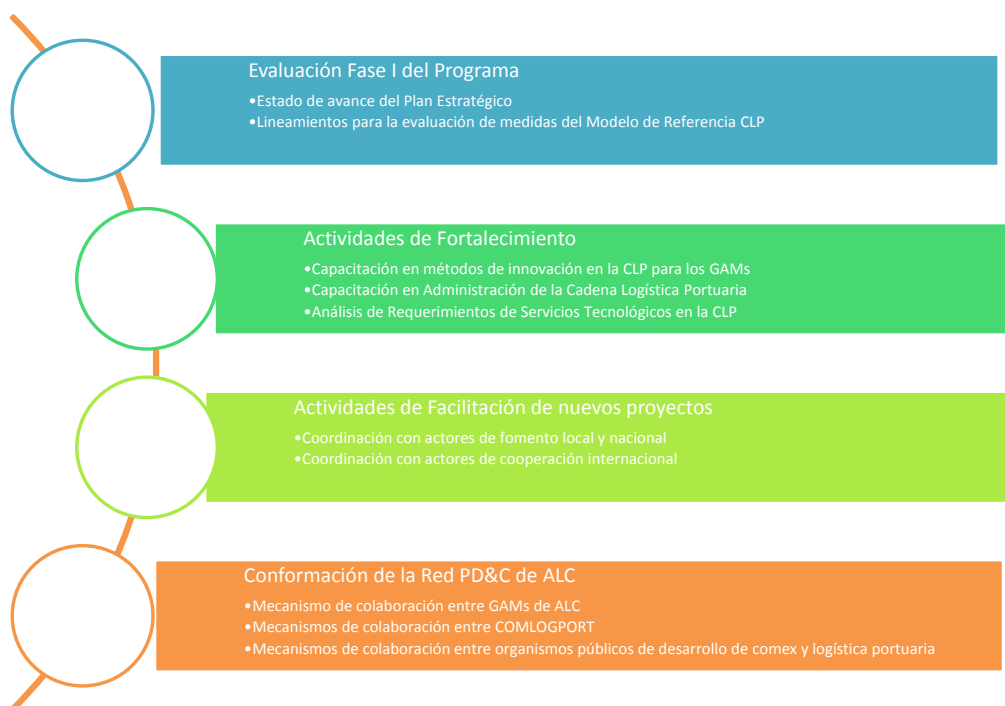 Evaluación Fase I del Programa
•Estado de avance del Plan Estratégico
•Lineamientos para la evaluación de medidas del Modelo de Referencia CLP
Actividades de Fortalecimiento
•Capacitación en métodos de innovación en la CLP para los GAMs
•Capacitación en Administración de la Cadena Logística Portuaria
•Análisis de Requerimientos de Servicios Tecnológicos en la CLP
Actividades de Facilitación de nuevos proyectos
•Coordinación con actores de fomento local y nacional
•Coordinación con actores de cooperación internacional
Conformación de la Red PD&C de ALC
•Mecanismo de colaboración entre GAMs de ALC
•Mecanismos de colaboración entre COMLOGPORT
•Mecanismos de colaboración entre organismos públicos de desarrollo de comex y logística portuaria